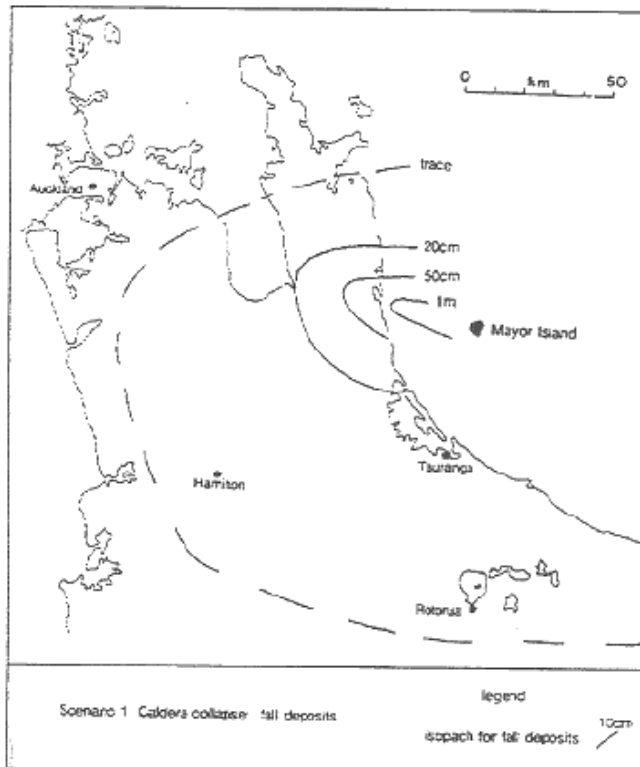 0 km 50
trace
Auckland
20cm
50cm
1m
Mayor Island
Tauranga
Hamiton
Rotorua
Scenario 1 Caldera collapse fall deposits
legend
isopach for fall deposits
10cm